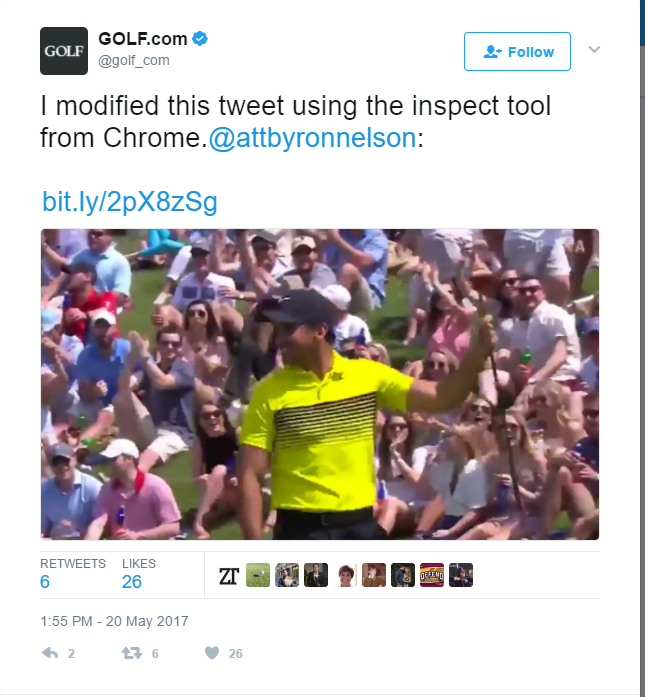 GOLF
GOLF.com
@golf_com
Follow
I modified this tweet using the inspect tool
from Chrome.@attbyronnelson:
bit.ly/2pX8zSg
RETWEETS LIKES
6 26
ZT
DEFEND
1:55 PM - 20 May 2017
2 6 26